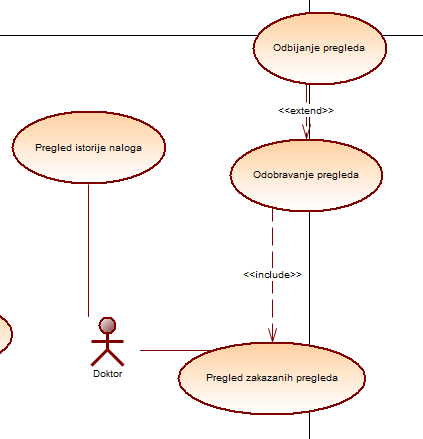 Odbijanje pregleda
<<extend>>
Pregled istorije naloga
Odobravanje pregleda
<<include>>
Doktor
Pregled zakazanih pregleda